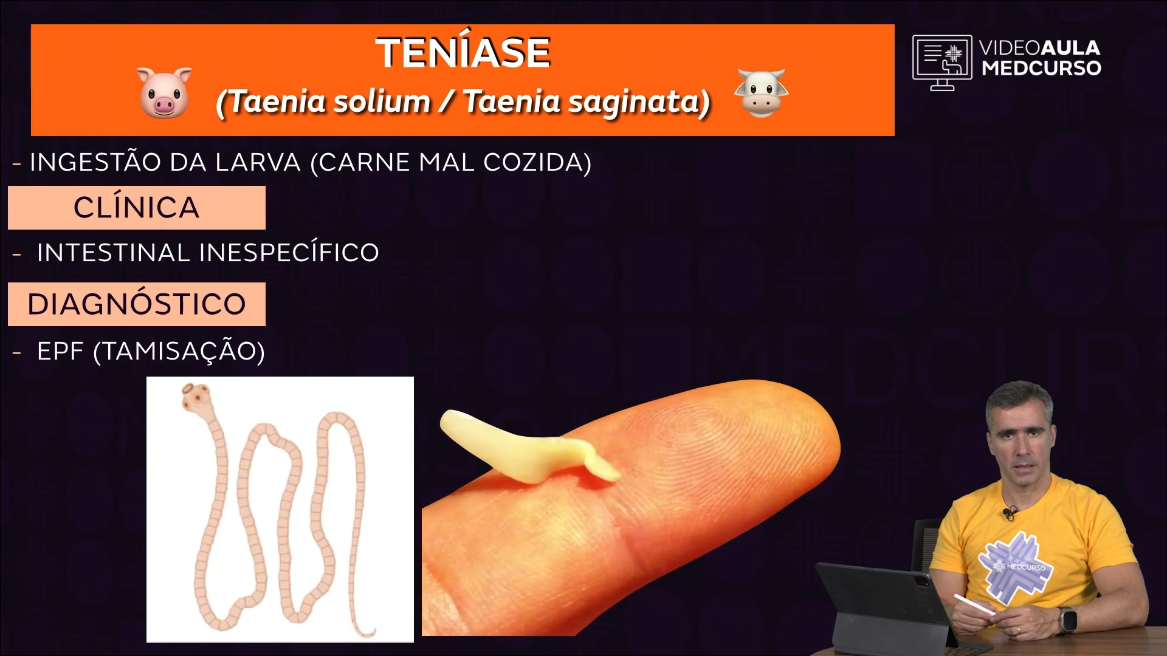 TENÍASE
(Taenia solium / Taenia saginata)
VIDEOAULA
MEDCURSO
- INGESTÃO DA LARVA (CARNE MAL COZIDA)
CLÍNICA
- INTESTINAL INESPECÍFICO
DIAGNÓSTICO
- EPF (TAMISAÇÃO)
MEDCURSO